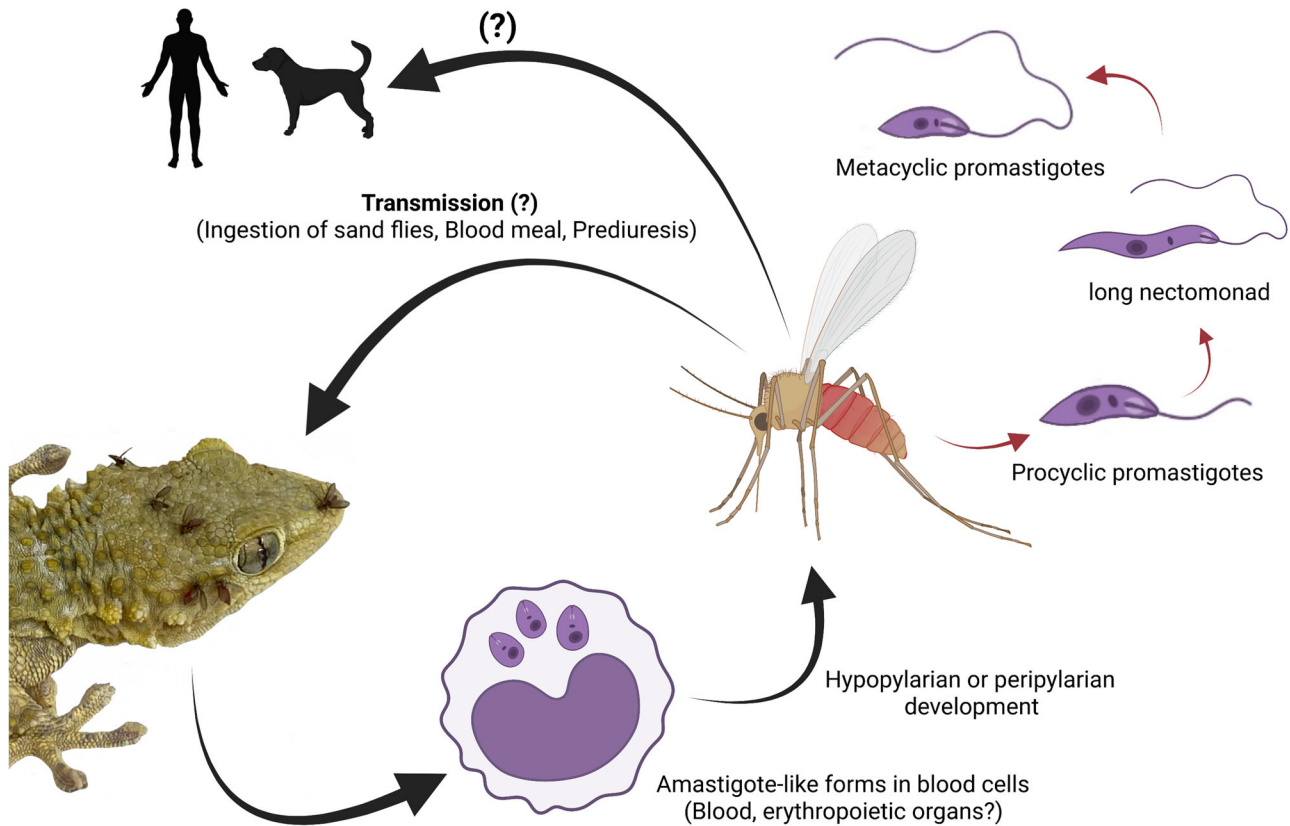 (?)
Transmission (?)
(Ingestion of sand flies, Blood meal, Prediuresis)
Metacyclic promastigotes
long nectomonad
Procyclic promastigotes
Hypopylarian or peripylarian
development
Amastigote-like forms in blood cells
(Blood, erythropoietic organs?)